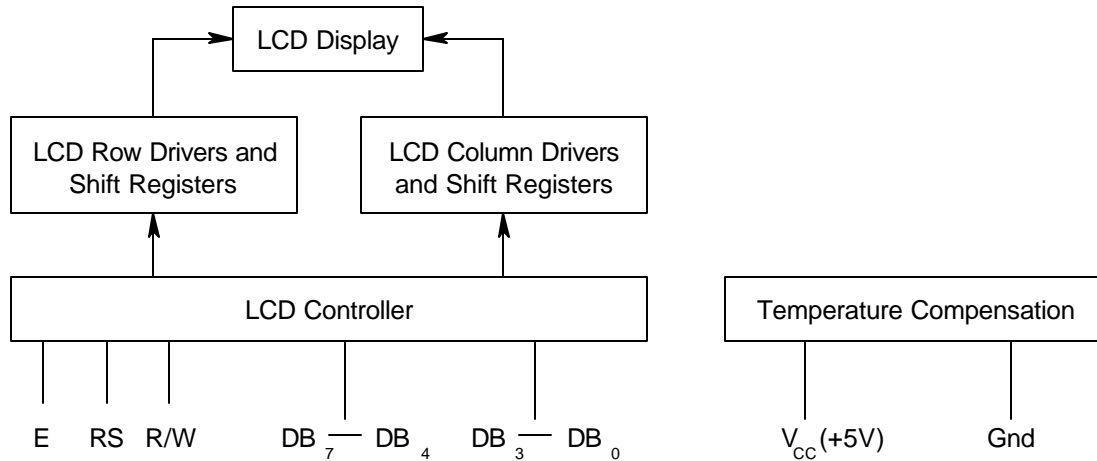 LCD Display
LCD Row Drivers and
Shift Registers
LCD Column Drivers
and Shift Registers
LCD Controller
Temperature Compensation
E RS R/W DB7 — DB4 DB3 — DB0 VCC (+5V) Gnd